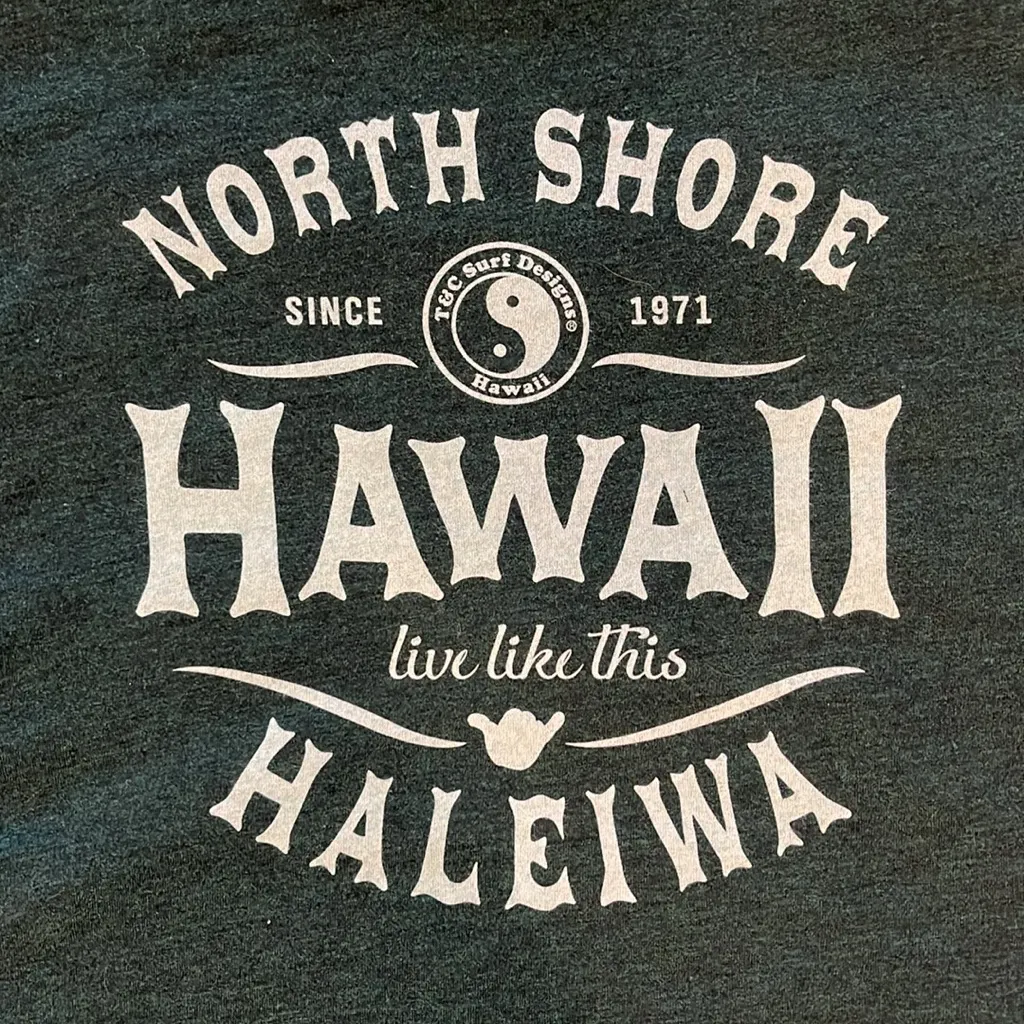 NORTH SHORE
T&C Surf Designs®
SINCE 1971
Hawaii
HAWAII
live like this
HALEIWA